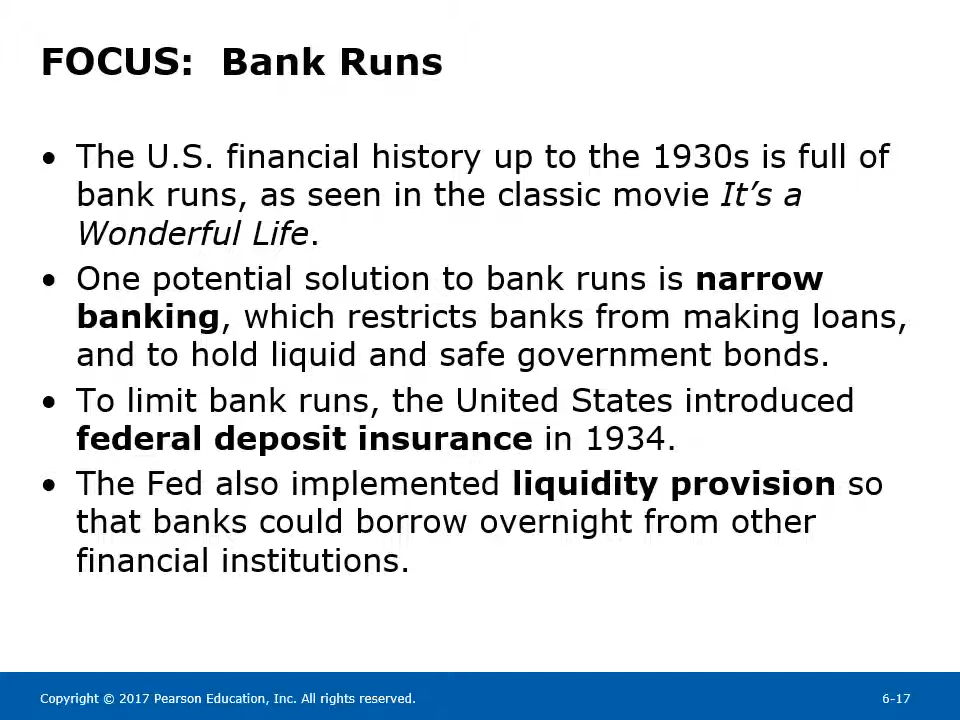 FOCUS:  Bank Runs
• The U.S. financial history up to the 1930s is full of
bank runs, as seen in the classic movie It’s a
Wonderful Life.
• One potential solution to bank runs is narrow
banking, which restricts banks from making loans,
and to hold liquid and safe government bonds.
• To limit bank runs, the United States introduced
federal deposit insurance in 1934.
• The Fed also implemented liquidity provision so
that banks could borrow overnight from other
financial institutions.
Copyright © 2017 Pearson Education, Inc. All rights reserved.
6-17